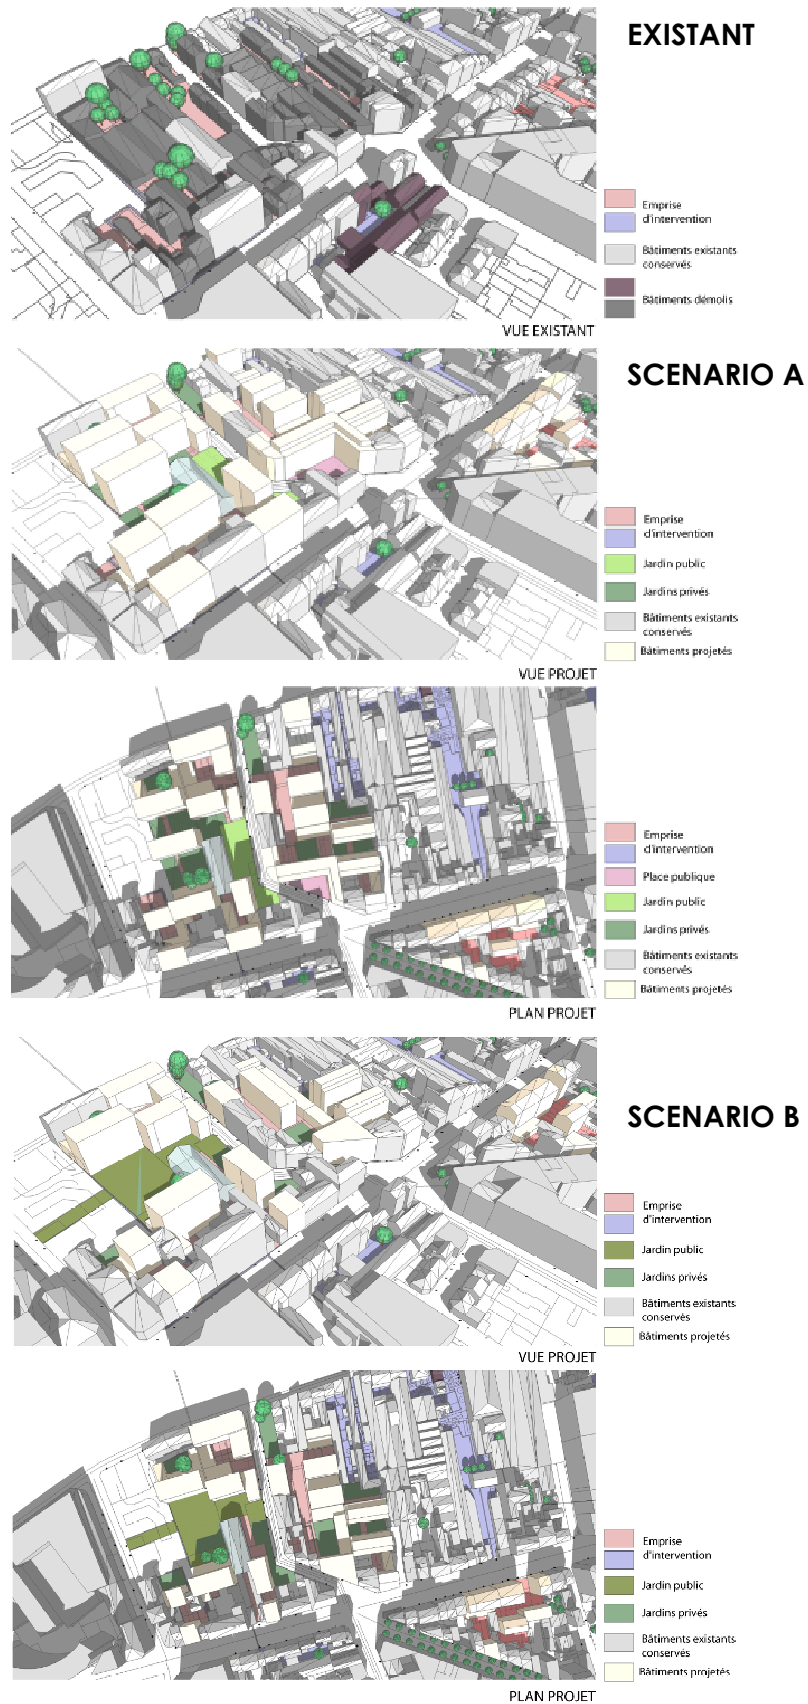 EXISTANT
Emprise
d'intervention
Bâtiments existants
conservés
Bâtiments démolis
VUE EXISTANT
SCENARIO A
Emprise
d'intervention
Jardin public
Jardins privés
Bâtiments existants
conservés
Bâtiments projetés
VUE PROJET
Emprise
d'intervention
Place publique
Jardin public
Jardins privés
Bâtiments existants
conservés
Bâtiments projetés
PLAN PROJET
SCENARIO B
Emprise
d'intervention
Jardin public
Jardins privés
Bâtiments existants
conservés
Bâtiments projetés
VUE PROJET
Emprise
d'intervention
Jardin public
Jardins privés
Bâtiments existants
conservés
Bâtiments projetés
PLAN PROJET